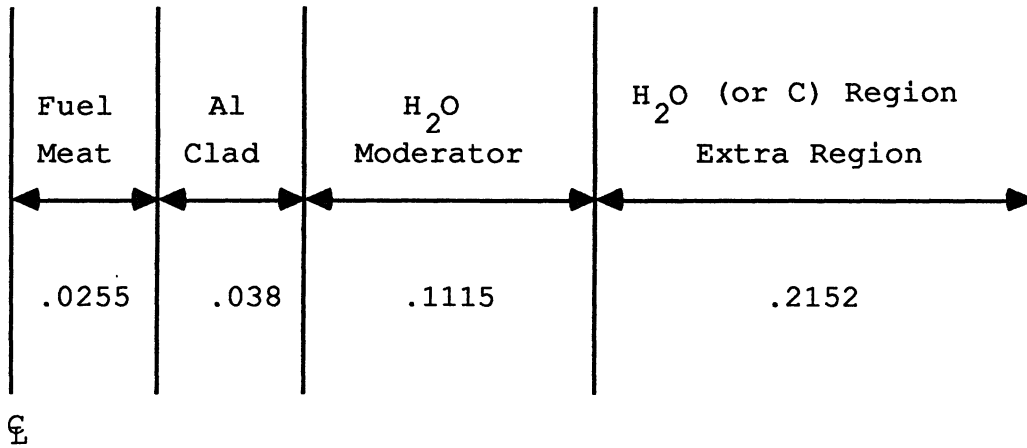 Fuel Meat
Al Clad
H₂O Moderator
H₂O (or C) Region
Extra Region
.0255
.038
.1115
.2152
℄